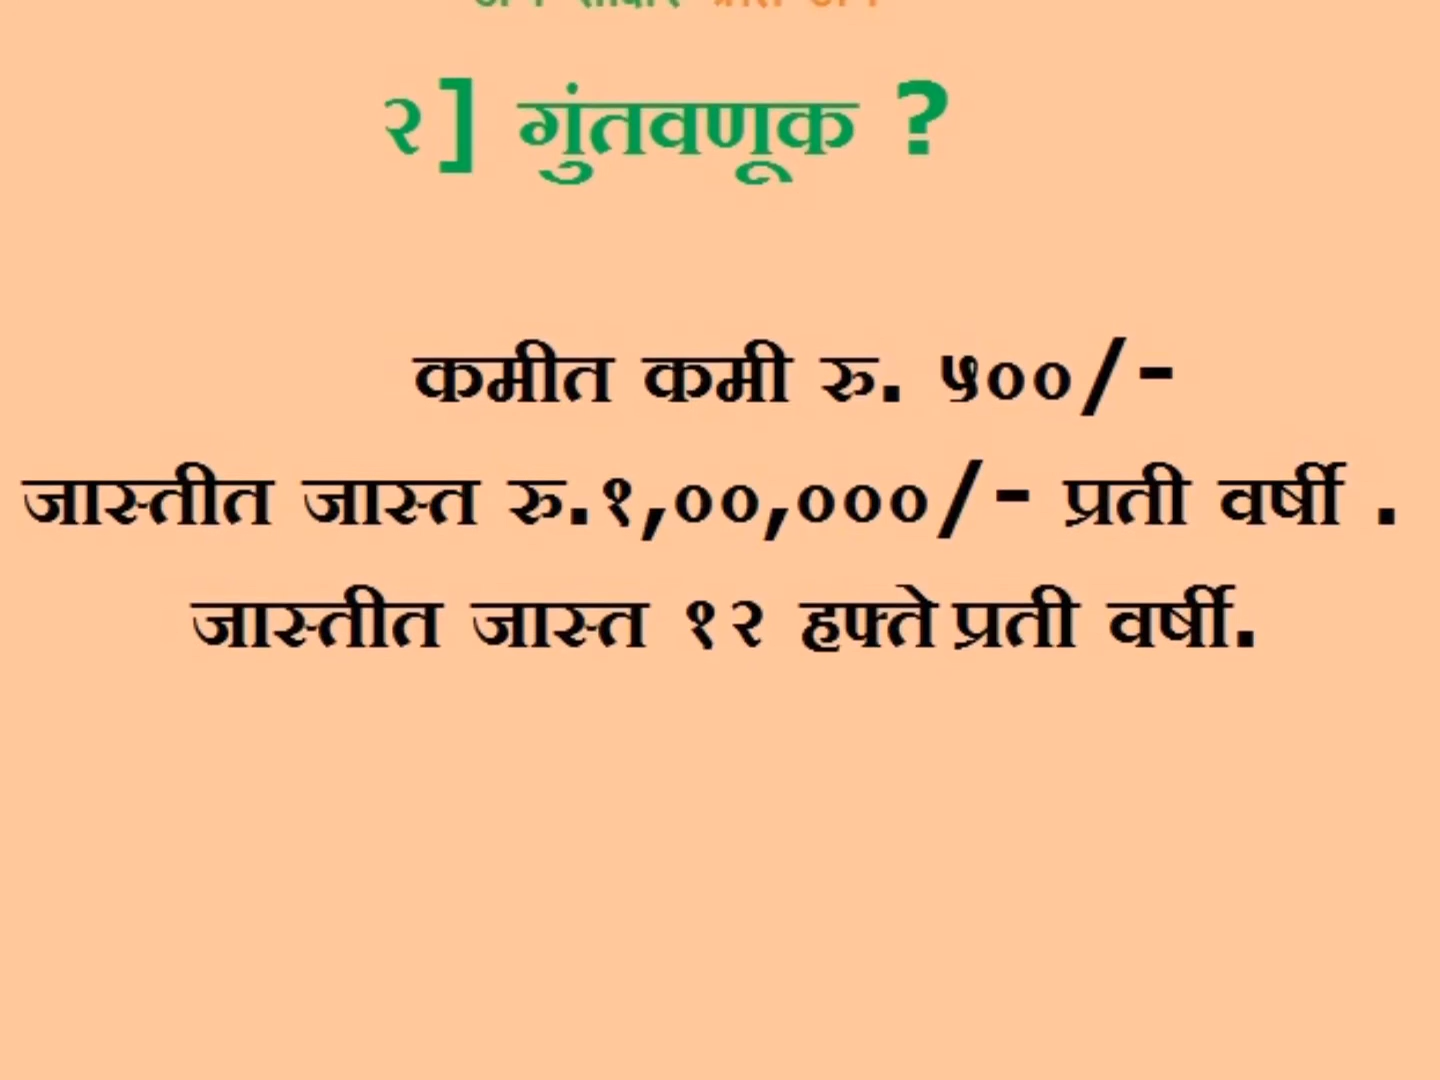 २] गुंतवणूक ?
कमीत कमी रु. ५००/-
जास्तीत जास्त रु.१,००,०००/- प्रती वर्षी .
जास्तीत जास्त १२ हफ्ते प्रती वर्षी.